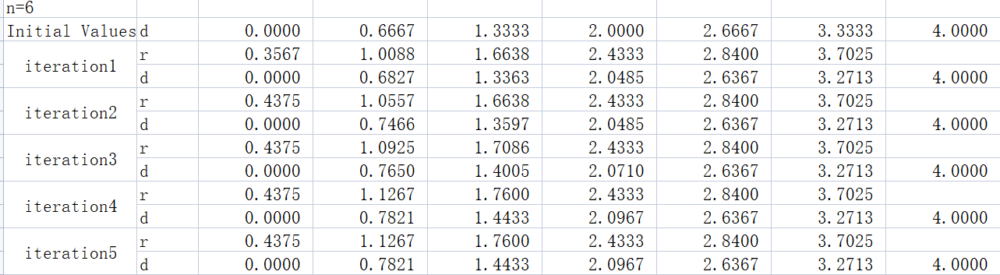 n=6
Initial Values d 0.0000 0.6667 1.3333 2.0000 2.6667 3.3333 4.0000
iteration1 r 0.3567 1.0088 1.6638 2.4333 2.8400 3.7025
d 0.0000 0.6827 1.3363 2.0485 2.6367 3.2713 4.0000
iteration2 r 0.4375 1.0557 1.6638 2.4333 2.8400 3.7025
d 0.0000 0.7466 1.3597 2.0485 2.6367 3.2713 4.0000
iteration3 r 0.4375 1.0925 1.7086 2.4333 2.8400 3.7025
d 0.0000 0.7650 1.4005 2.0710 2.6367 3.2713 4.0000
iteration4 r 0.4375 1.1267 1.7600 2.4333 2.8400 3.7025
d 0.0000 0.7821 1.4433 2.0967 2.6367 3.2713 4.0000
iteration5 r 0.4375 1.1267 1.7600 2.4333 2.8400 3.7025
d 0.0000 0.7821 1.4433 2.0967 2.6367 3.2713 4.0000